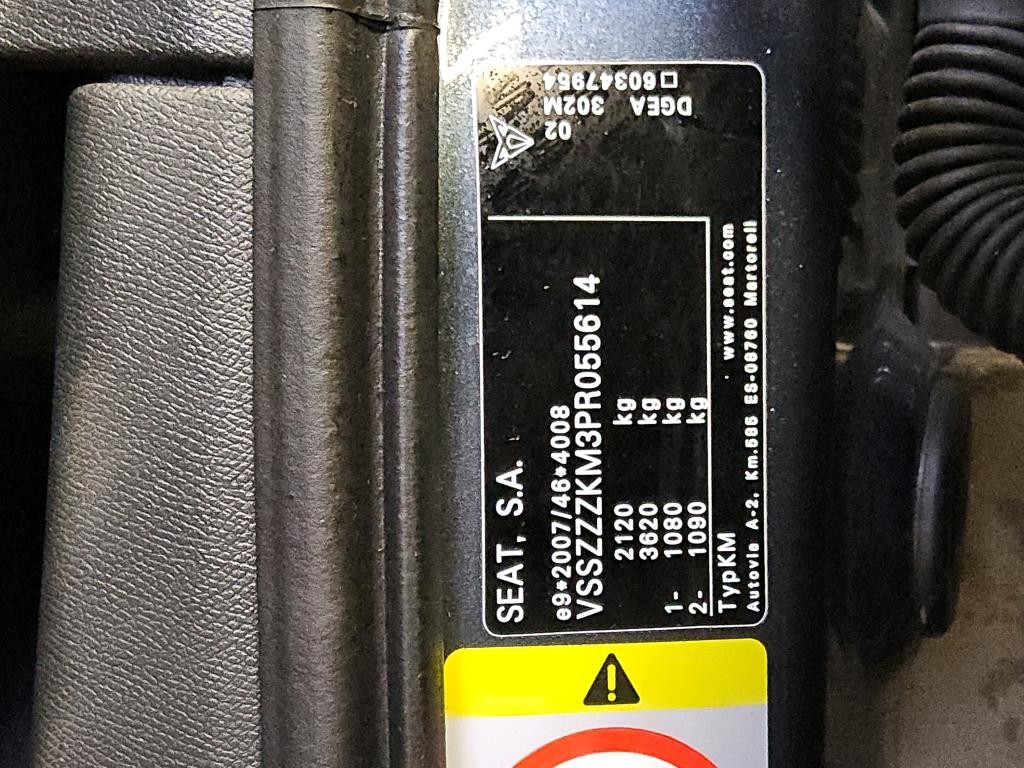 SEAT, S.A.
e9*2007/46*4008
VSSZZZKM3PR055614
2120 kg
3620 kg
1- 1080 kg
2- 1090 kg
TypKM www.seat.com
Autovia A-2, Km.585 ES-08760 Martorell
02
302M
60347954
DGEA